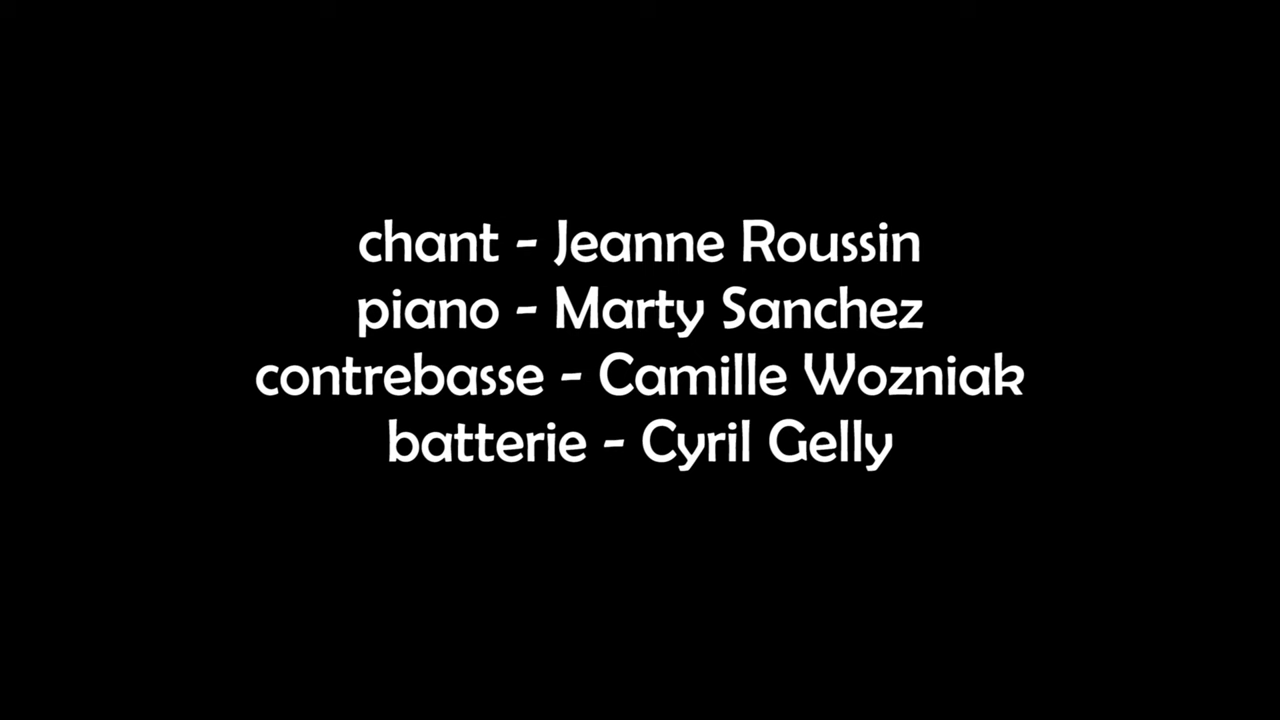 chant - Jeanne Roussin
piano - Marty Sanchez
contrebasse - Camille Wozniak
batterie - Cyril Gelly